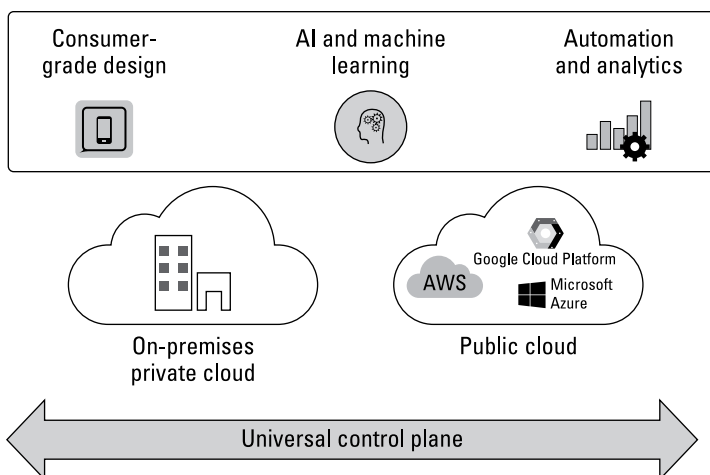 Consumer-
grade design
AI and machine
learning
Automation
and analytics
On-premises
private cloud
Google Cloud Platform
AWS
Microsoft
Azure
Public cloud
Universal control plane